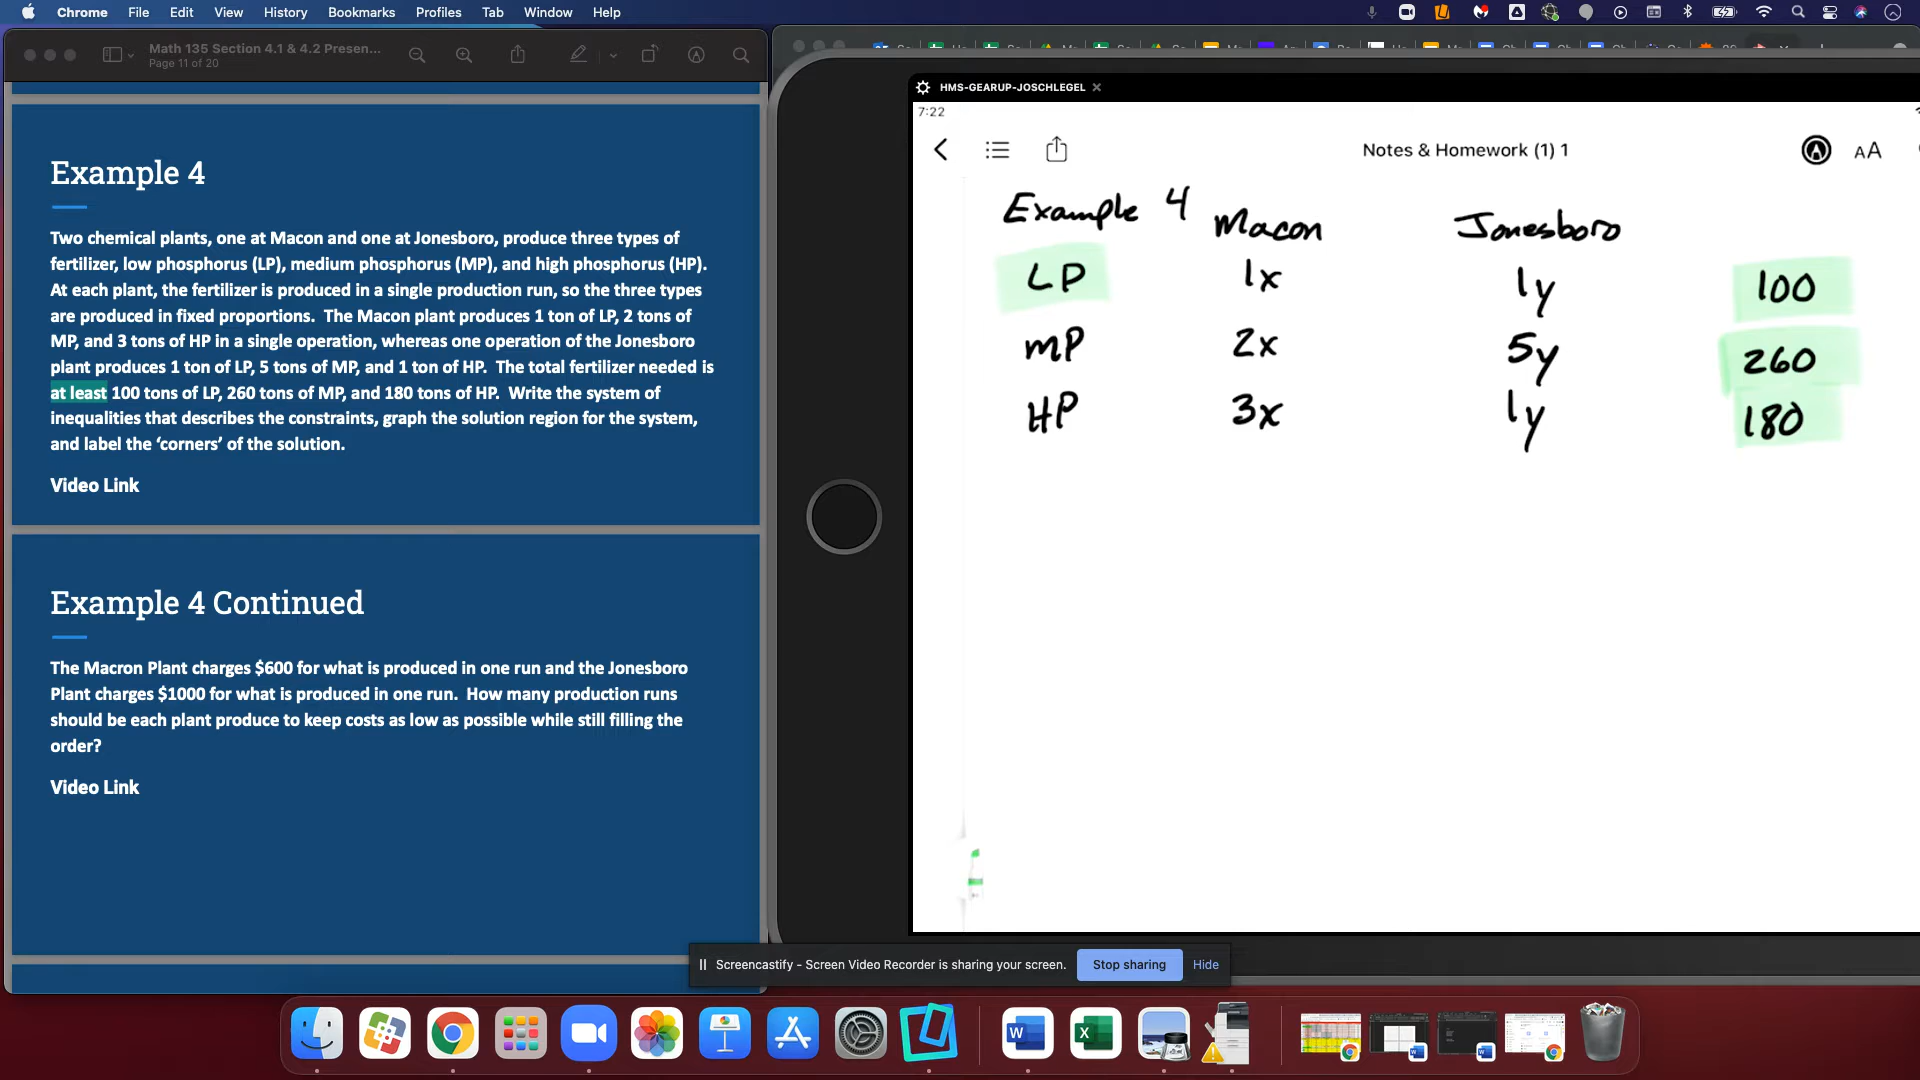 Chrome File Edit View History Bookmarks Profiles Tab Window Help
Math 135 Section 4.1 & 4.2 Presen...
Page 11 of 20
Example 4
Two chemical plants, one at Macon and one at Jonesboro, produce three types of
fertilizer, low phosphorus (LP), medium phosphorus (MP), and high phosphorus (HP).
At each plant, the fertilizer is produced in a single production run, so the three types
are produced in fixed proportions. The Macon plant produces 1 ton of LP, 2 tons of
MP, and 3 tons of HP in a single operation, whereas one operation of the Jonesboro
plant produces 1 ton of LP, 5 tons of MP, and 1 ton of HP. The total fertilizer needed is
at least 100 tons of LP, 260 tons of MP, and 180 tons of HP. Write the system of
inequalities that describes the constraints, graph the solution region for the system,
and label the ‘corners’ of the solution.
Video Link
Example 4 Continued
The Macron Plant charges $600 for what is produced in one run and the Jonesboro
Plant charges $1000 for what is produced in one run. How many production runs
should be each plant produce to keep costs as low as possible while still filling the
order?
Video Link
HMS-GEARUP-JOSCHLEGEL
7:22
Notes & Homework (1) 1
AA
Example 4 Macon Jonesboro
LP 1x 1y 100
MP 2x 5y 260
HP 3x 1y 180
Screencastify - Screen Video Recorder is sharing your screen. Stop sharing Hide